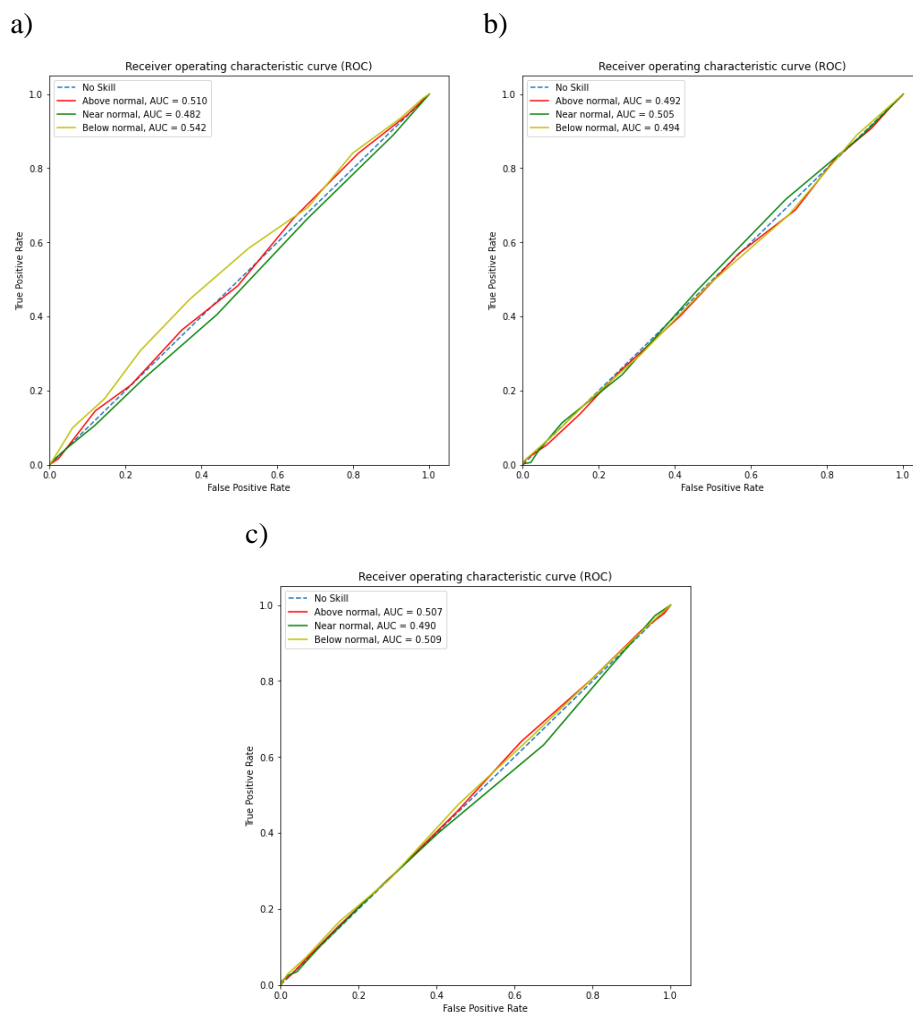 a)
Receiver operating characteristic curve (ROC)
No Skill
Above normal, AUC = 0.510
Near normal, AUC = 0.482
Below normal, AUC = 0.542
1.0
0.8
0.6
0.4
0.2
0.0
True Positive Rate
0.0 0.2 0.4 0.6 0.8 1.0
False Positive Rate
b)
Receiver operating characteristic curve (ROC)
No Skill
Above normal, AUC = 0.492
Near normal, AUC = 0.505
Below normal, AUC = 0.494
1.0
0.8
0.6
0.4
0.2
0.0
True Positive Rate
0.0 0.2 0.4 0.6 0.8 1.0
False Positive Rate
c)
Receiver operating characteristic curve (ROC)
No Skill
Above normal, AUC = 0.507
Near normal, AUC = 0.490
Below normal, AUC = 0.509
1.0
0.8
0.6
0.4
0.2
0.0
True Positive Rate
0.0 0.2 0.4 0.6 0.8 1.0
False Positive Rate